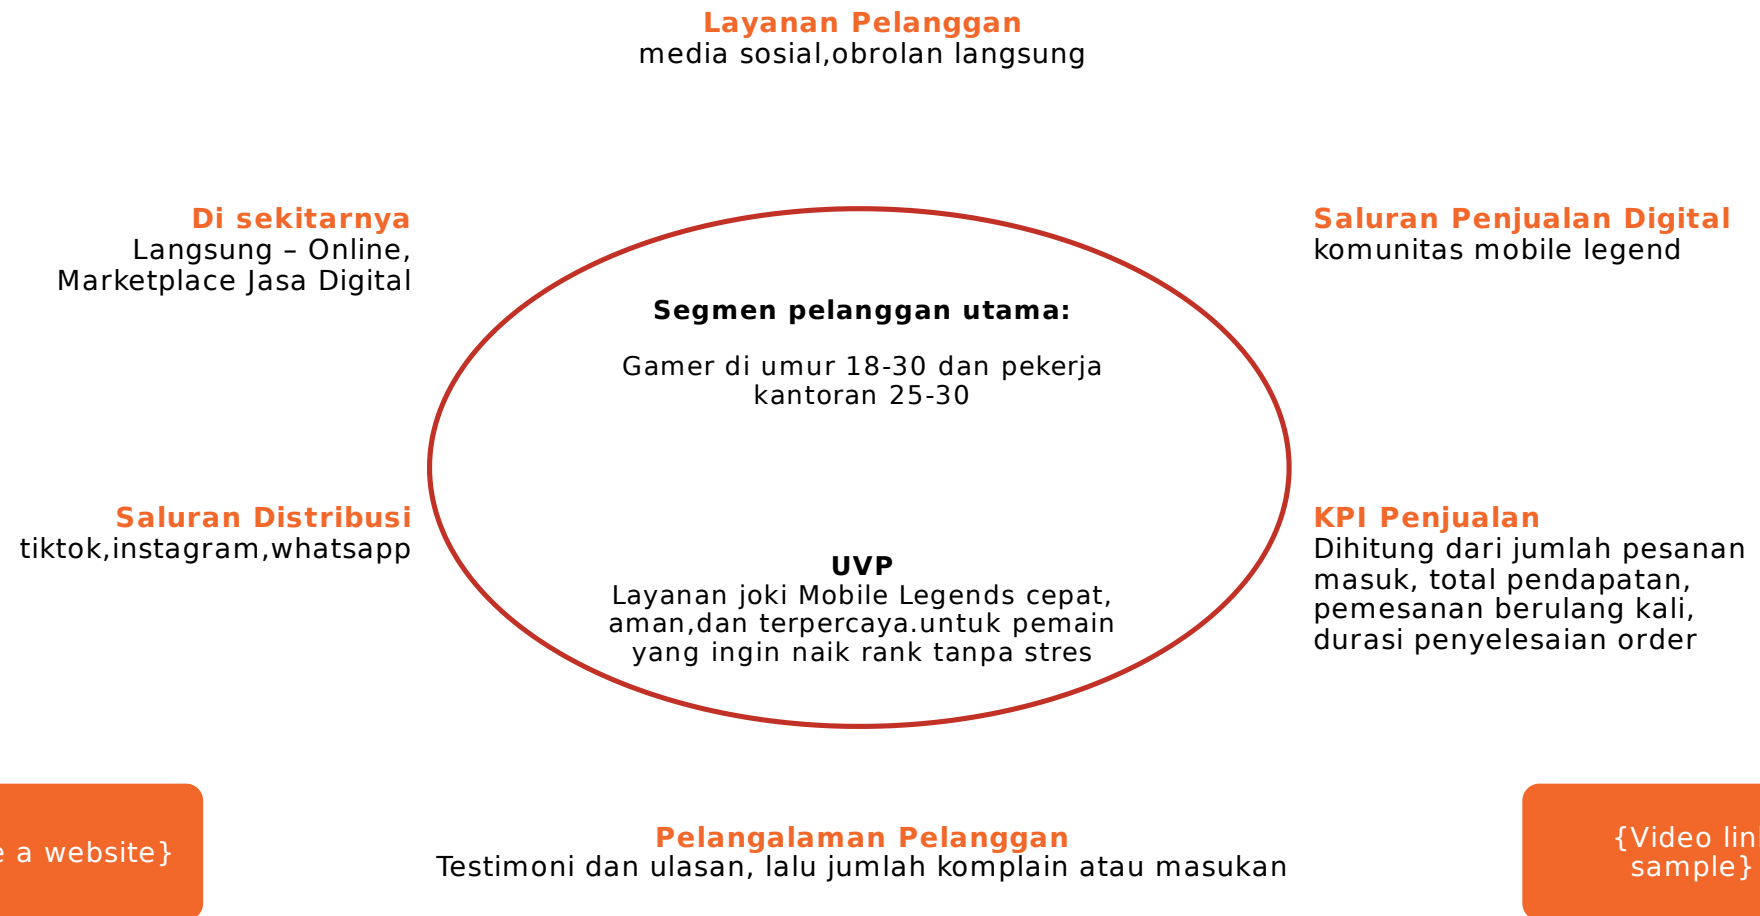 Layanan Pelanggan
media sosial,obrolan langsung
Di sekitarnya
Langsung – Online,
Marketplace Jasa Digital
Saluran Penjualan Digital
komunitas mobile legend
Segmen pelanggan utama:
Gamer di umur 18-30 dan pekerja
kantoran 25-30
Saluran Distribusi
tiktok,instagram,whatsapp
KPI Penjualan
Dihitung dari jumlah pesanan
masuk, total pendapatan,
pemesanan berulang kali,
durasi penyelesaian order
UVP
Layanan joki Mobile Legends cepat,
aman,dan terpercaya.untuk pemain
yang ingin naik rank tanpa stres
a website}
{Video
sample}
Pelangalaman Pelanggan
Testimoni dan ulasan, lalu jumlah komplain atau masukan